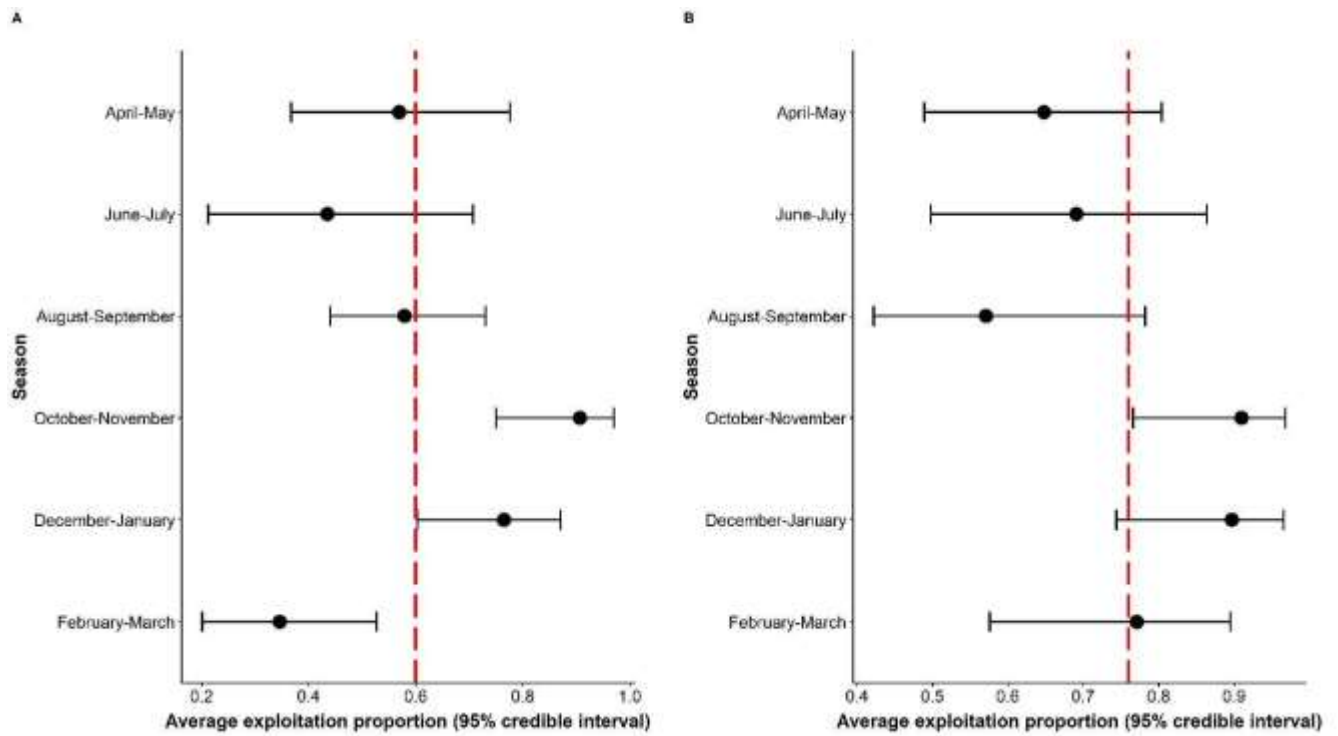 A
April-May
June-July
August-September
October-November
December-January
February-March
Season
0.2 0.4 0.6 0.8 1.0
Average exploitation proportion (95% credible interval)
B
April-May
June-July
August-September
October-November
December-January
February-March
Season
0.4 0.5 0.6 0.7 0.8 0.9
Average exploitation proportion (95% credible interval)